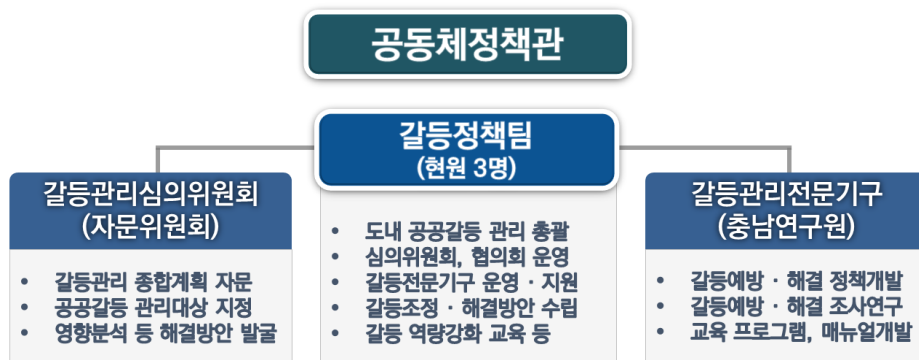 공동체정책관
갈등정책팀
(현원 3명)
갈등관리심의위원회
(자문위원회)
• 갈등관리 종합계획 자문
• 공공갈등 관리대상 지정
• 영향분석 등 해결방안 발굴
• 도내 공공갈등 관리 총괄
• 심의위원회, 협의회 운영
• 갈등전문기구 운영 · 지원
• 갈등조정 · 해결방안 수립
• 갈등 역량강화 교육 등
갈등관리전문기구
(충남연구원)
• 갈등예방 · 해결 정책개발
• 갈등예방 · 해결 조사연구
• 교육 프로그램, 매뉴얼개발